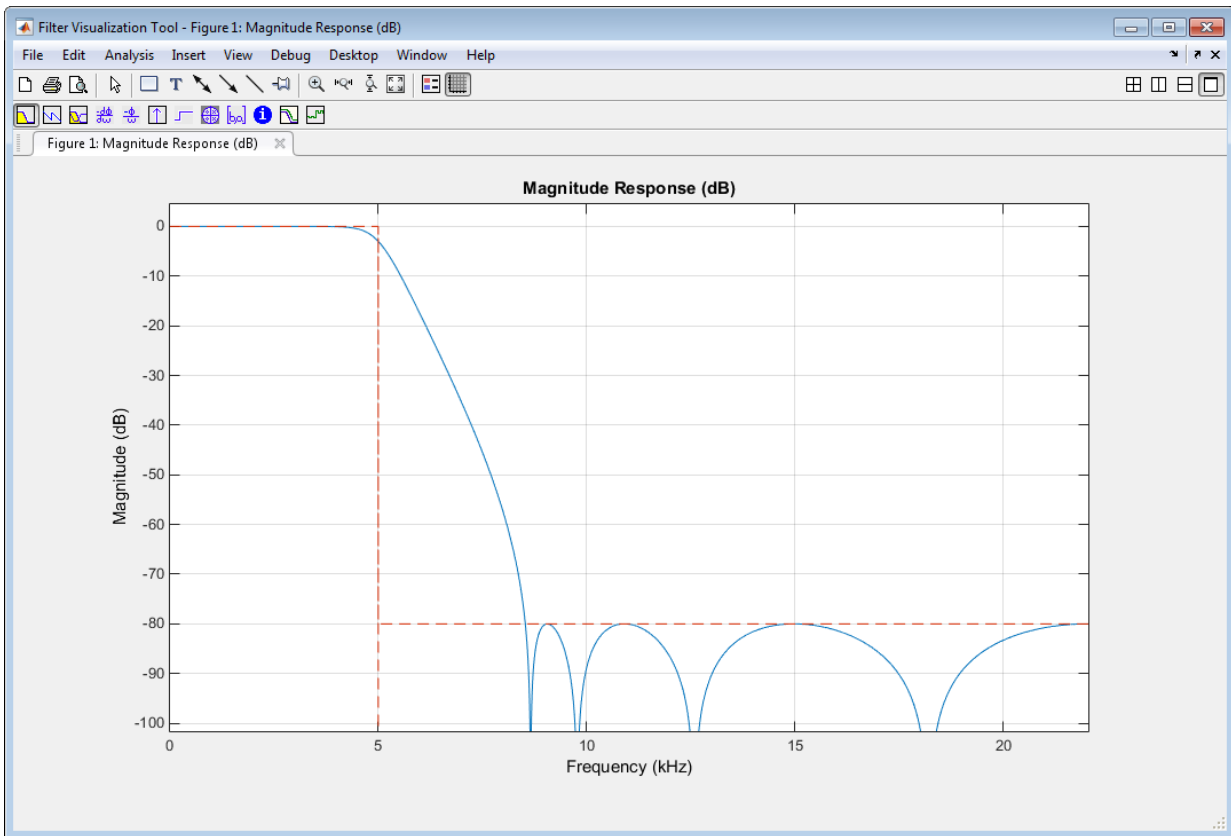 Filter Visualization Tool - Figure 1: Magnitude Response (dB)
File Edit Analysis Insert View Debug Desktop Window Help
Figure 1: Magnitude Response (dB)
Magnitude Response (dB)
0
-10
-20
-30
-40
-50
-60
-70
-80
-90
-100
Magnitude (dB)
0 5 10 15 20
Frequency (kHz)